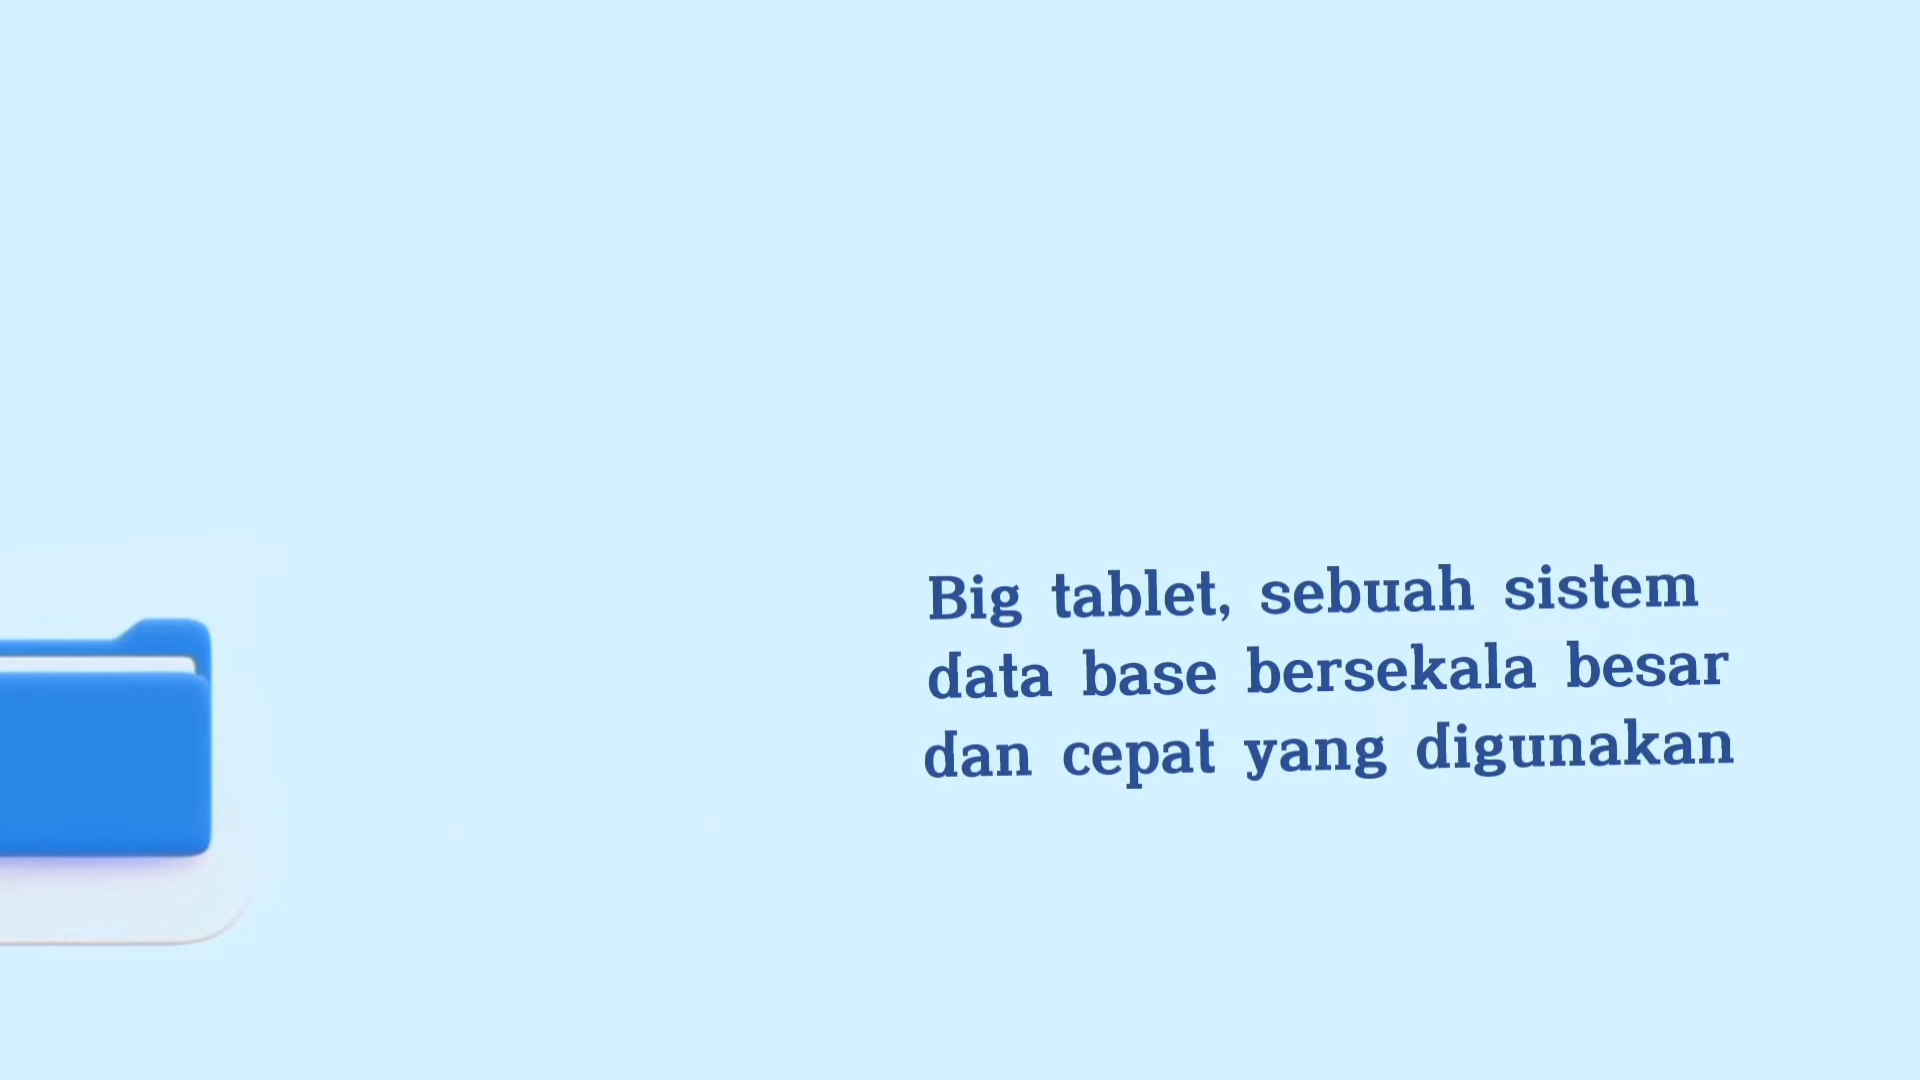 Big tablet, sebuah sistem
data base bersekala besar
dan cepat yang digunakan